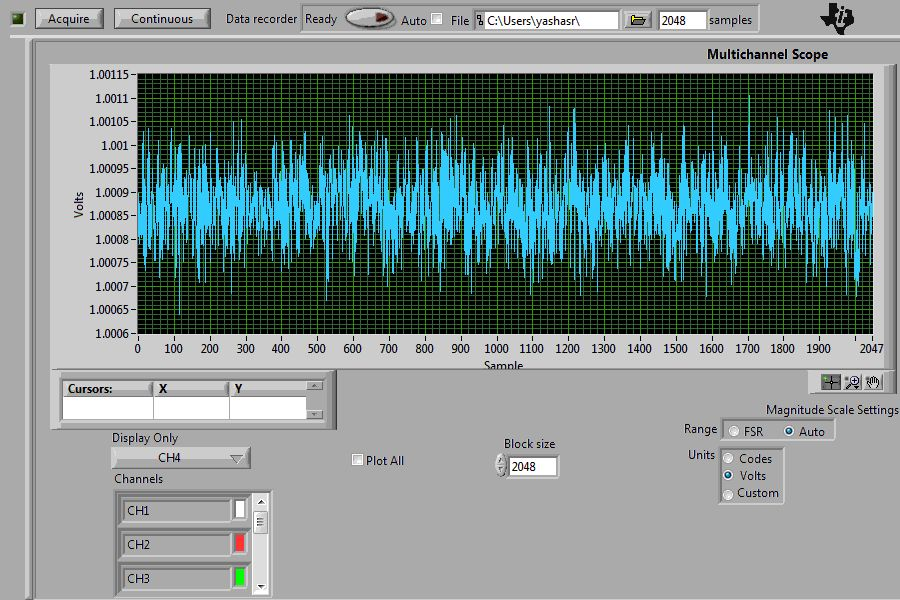 Acquire Continuous Data recorder Ready Auto File C:\Users\yashasr\ 2048 samples
Multichannel Scope
1.00115
1.0011
1.00105
1.001
1.00095
1.0009
1.00085
1.0008
1.00075
1.0007
1.00065
1.0006
Volts
0 100 200 300 400 500 600 700 800 900 1000 1100 1200 1300 1400 1500 1600 1700 1800 1900 2047
Sample
Cursors: X Y
Magnitude Scale Settings
Range FSR Auto
Units Codes
Volts
Custom
Display Only
CH4
Plot All
Block size
2048
Channels
CH1
CH2
CH3